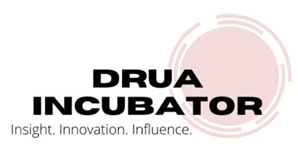 DRUA
INCUBATOR
Insight. Innovation. Influence.